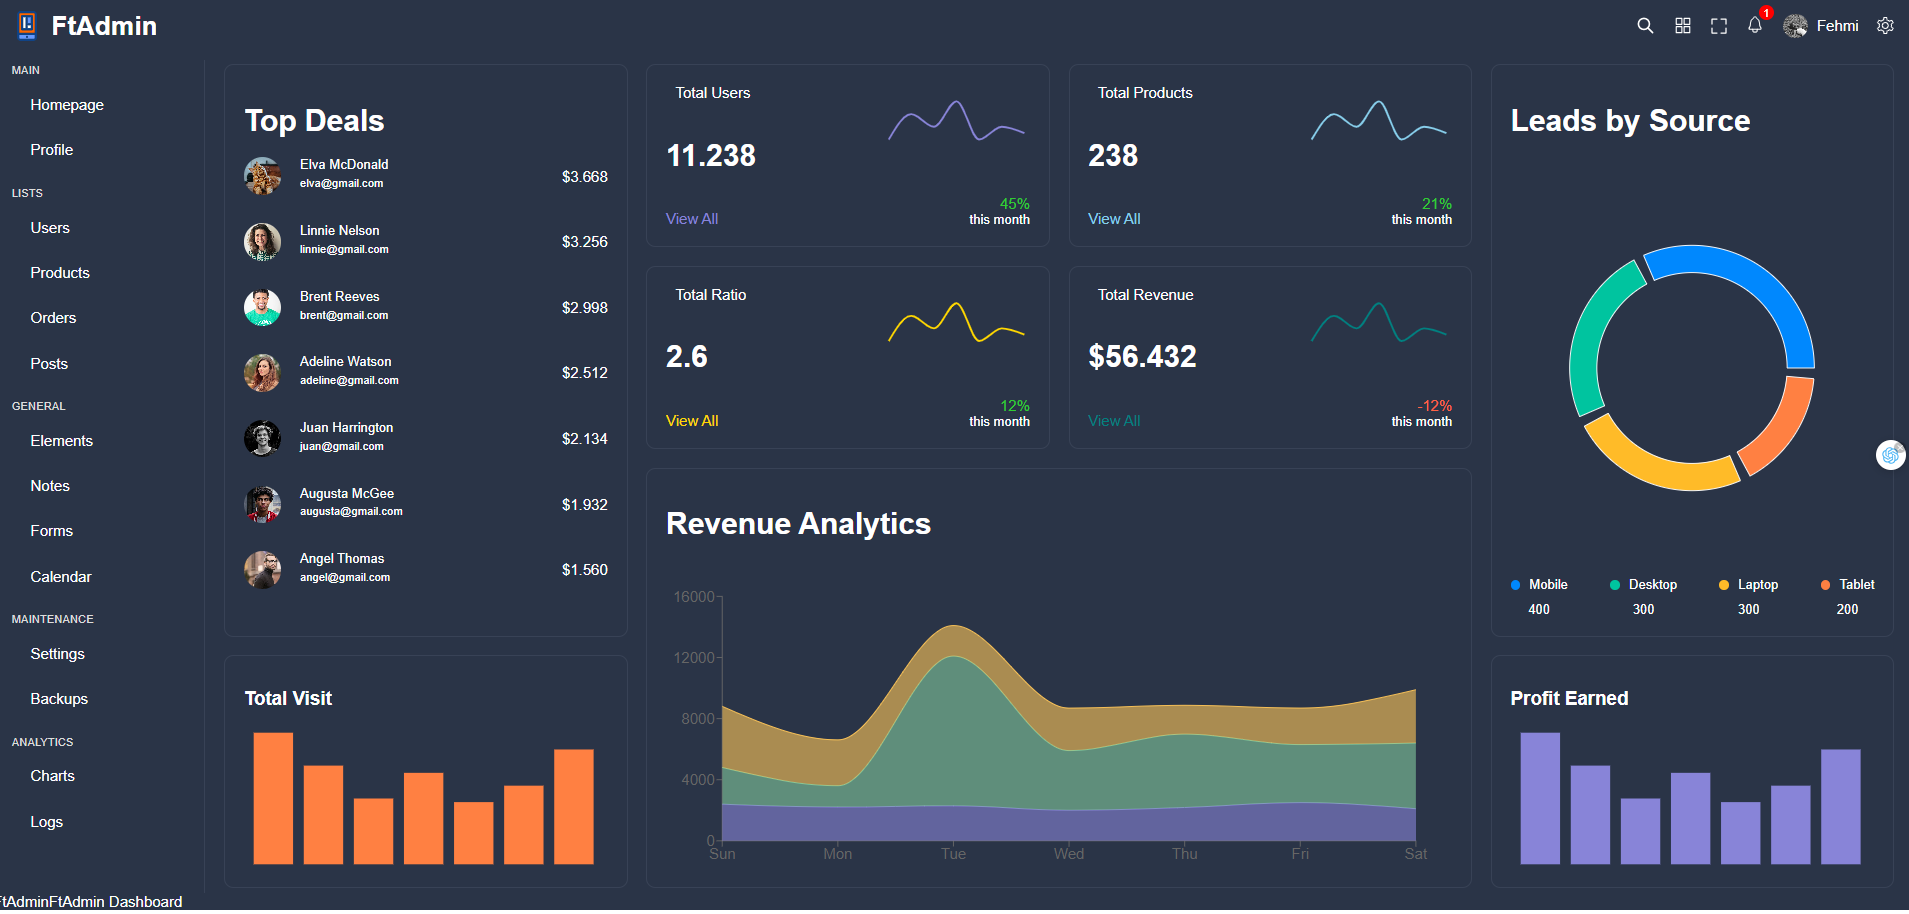 FtAdmin
1
Fehmi
MAIN
Homepage
Profile
LISTS
Users
Products
Orders
Posts
GENERAL
Elements
Notes
Forms
Calendar
MAINTENANCE
Settings
Backups
ANALYTICS
Charts
Logs
Top Deals
Elva McDonald
elva@gmail.com
$3.668
Linnie Nelson
linnie@gmail.com
$3.256
Brent Reeves
brent@gmail.com
$2.998
Adeline Watson
adeline@gmail.com
$2.512
Juan Harrington
juan@gmail.com
$2.134
Augusta McGee
augusta@gmail.com
$1.932
Angel Thomas
angel@gmail.com
$1.560
Total Users
11.238
View All
45%
this month
Total Products
238
View All
21%
this month
Total Ratio
2.6
View All
12%
this month
Total Revenue
$56.432
View All
-12%
this month
Leads by Source
Mobile
400
Desktop
300
Laptop
300
Tablet
200
Revenue Analytics
16000
12000
8000
4000
0
Sun Mon Tue Wed Thu Fri Sat
Total Visit
Profit Earned
FtAdminFtAdmin Dashboard